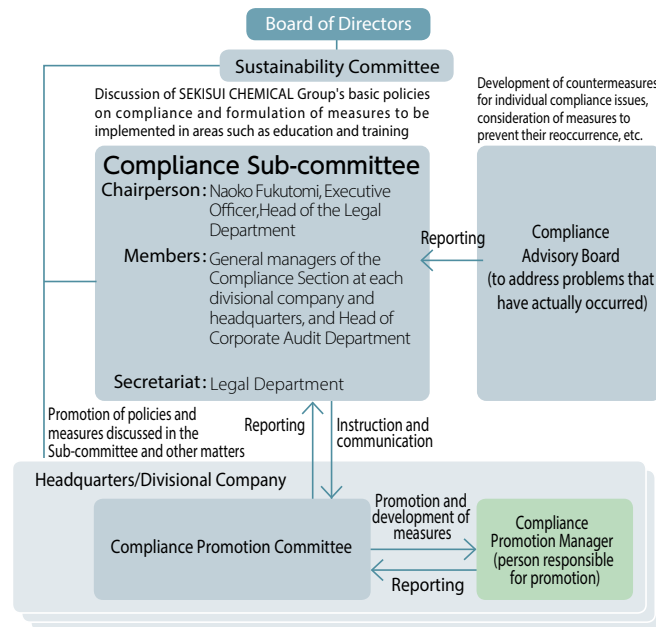 Board of Directors
Sustainability Committee
Discussion of SEKISUI CHEMICAL Group's basic policies
on compliance and formulation of measures to be
implemented in areas such as education and training
Development of countermeasures
for individual compliance issues,
consideration of measures to
prevent their reoccurrence, etc.
Compliance Sub-committee
Chairperson: Naoko Fukutomi, Executive
Officer,Head of the Legal
Department
Members: General managers of the
Compliance Section at each
divisional company and
headquarters, and Head of
Corporate Audit Department
Secretariat: Legal Department
Reporting
Compliance
Advisory Board
(to address problems that
have actually occurred)
Promotion of policies and
measures discussed in the
Sub-committee and other matters
Reporting
Instruction and
communication
Headquarters/Divisional Company
Compliance Promotion Committee
Promotion and
development of
measures
Reporting
Compliance
Promotion Manager
(person responsible
for promotion)